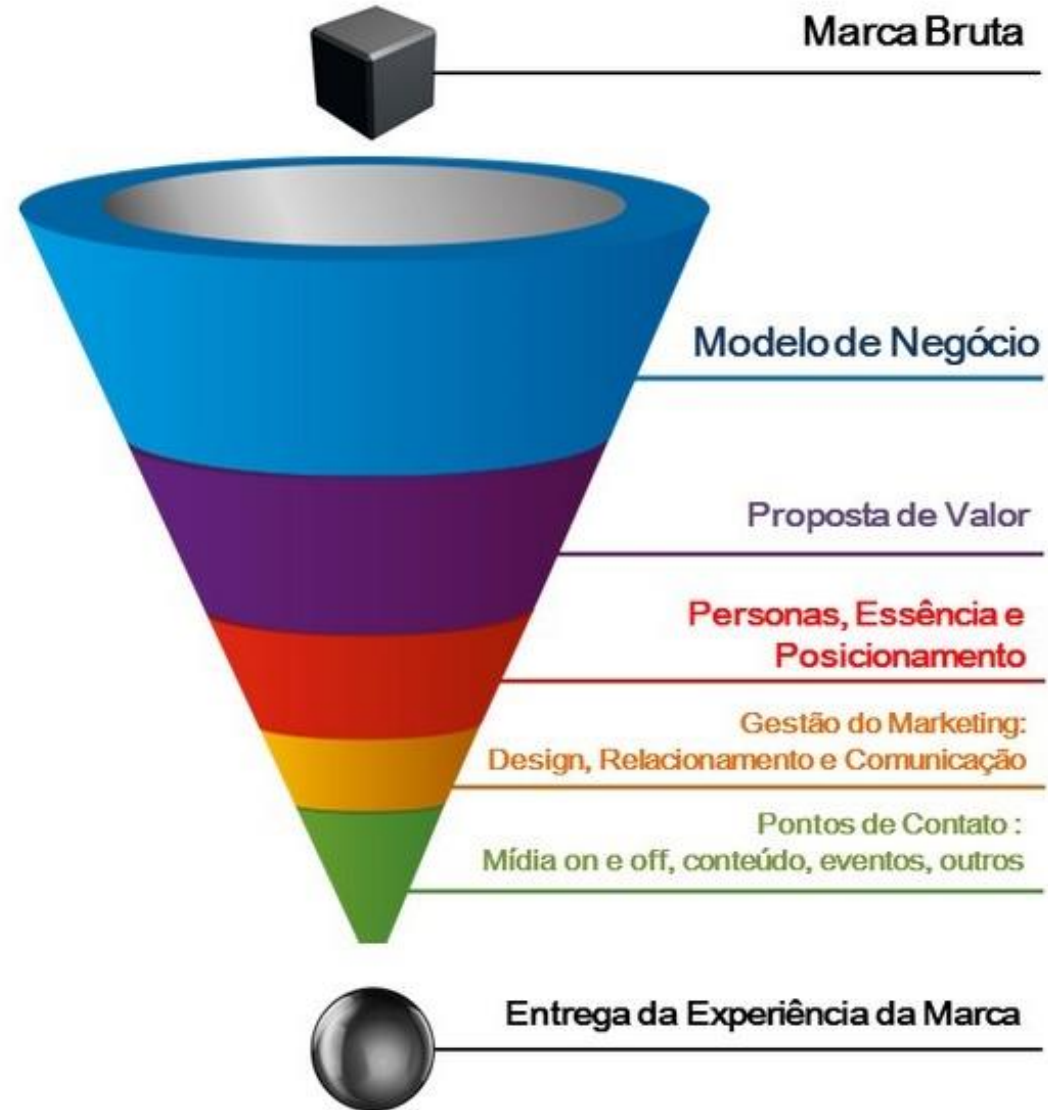 Marca Bruta
Modelo de Negócio
Proposta de Valor
Personas, Essência e
Posicionamento
Gestão do Marketing:
Design, Relacionamento e Comunicação
Pontos de Contato :
Mídia on e off, conteúdo, eventos, outros
Entrega da Experiência da Marca